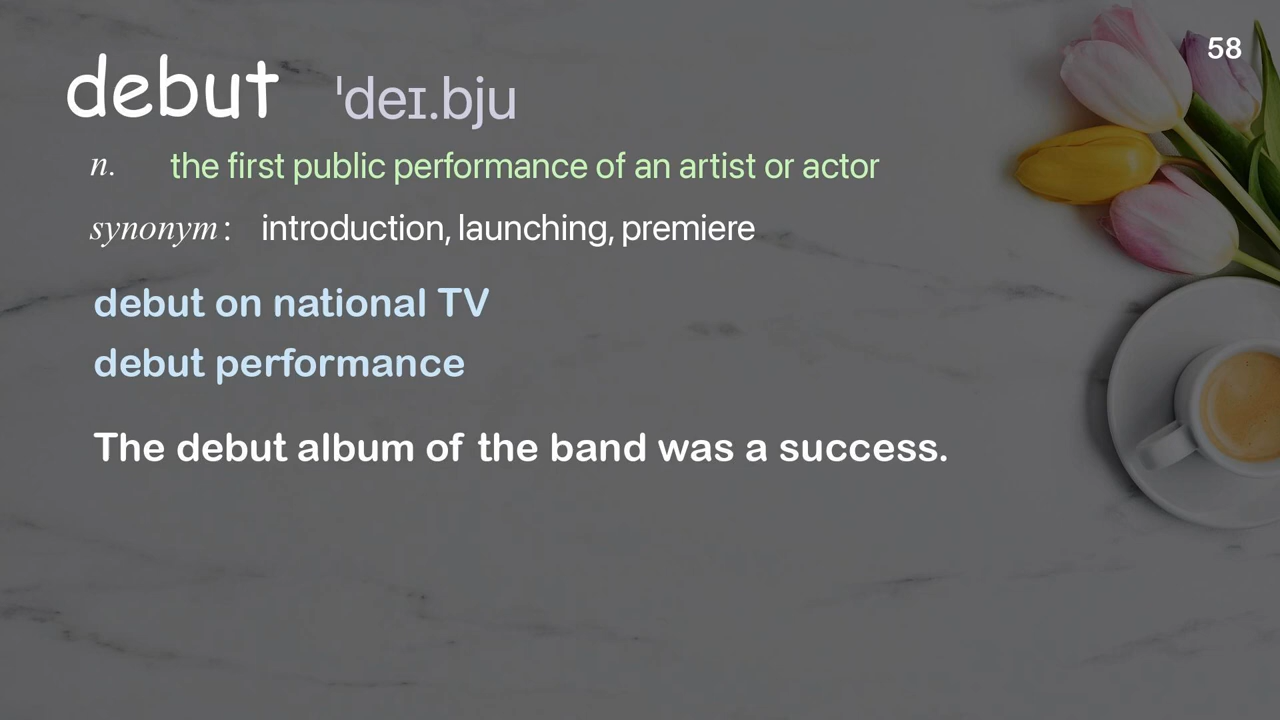 58
debut ˈdeɪ.bju
n. the first public performance of an artist or actor
synonym: introduction, launching, premiere
debut on national TV
debut performance
The debut album of the band was a success.